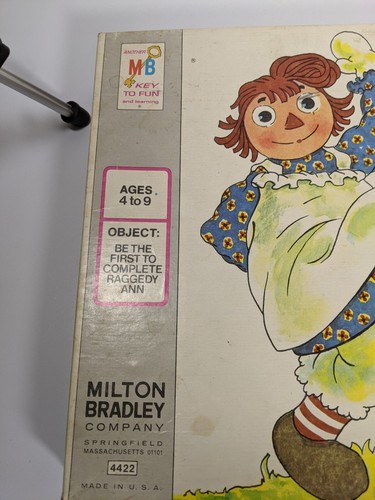 ANOTHER
MB
KEY
TO FUN
and learning
AGES
4 to 9
OBJECT:
BE THE
FIRST TO
COMPLETE
RAGGEDY
ANN
MILTON
BRADLEY
COMPANY
SPRINGFIELD
MASSACHUSETTS 01101
4422
MADE IN U.S.A.